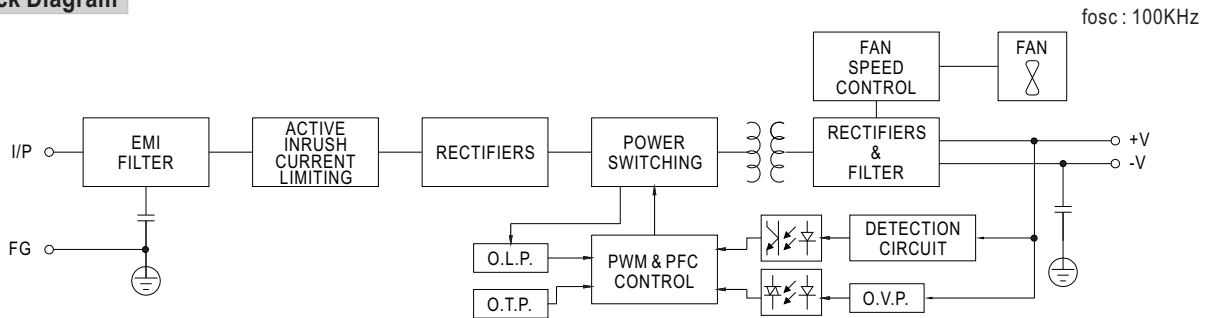 ck Diagram
fosc : 100KHz
FAN
SPEED
CONTROL
FAN
I/P
EMI
FILTER
ACTIVE
INRUSH
CURRENT
LIMITING
RECTIFIERS
POWER
SWITCHING
RECTIFIERS
&
FILTER
+V
-V
FG
O.L.P.
O.T.P.
PWM & PFC
CONTROL
DETECTION
CIRCUIT
O.V.P.